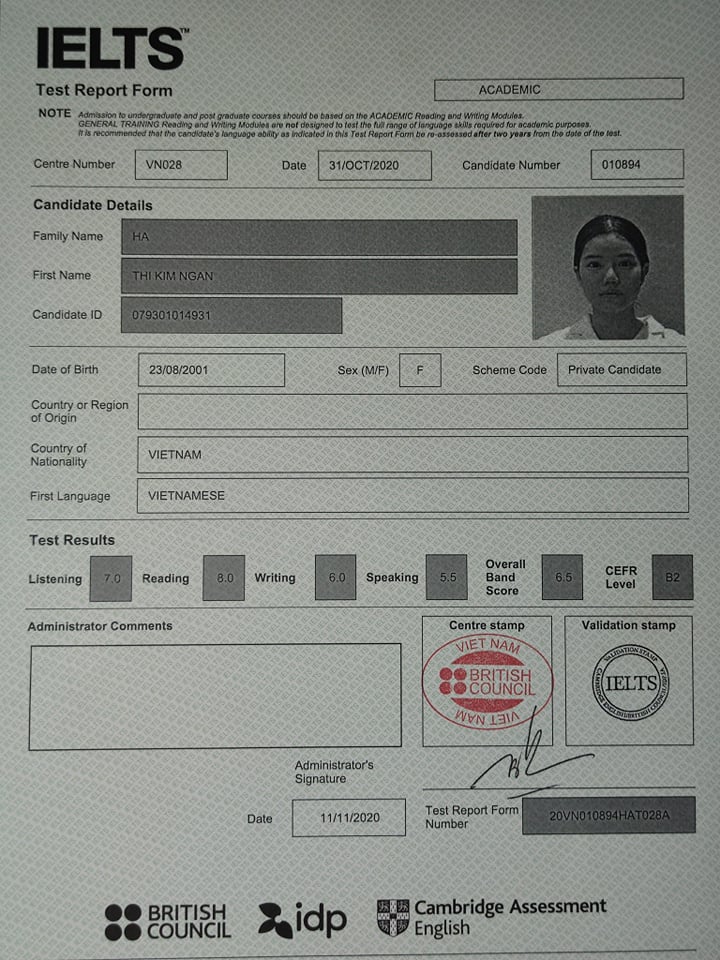 IELTS™
Test Report Form
ACADEMIC
NOTE Admission to undergraduate and post graduate courses should be based on the ACADEMIC Reading and Writing Modules.
GENERAL TRAINING Reading and Writing Modules are not designed to test the full range of language skills required for academic purposes.
It is recommended that the candidate's language ability as indicated in this Test Report Form be re-assessed after two years from the date of the test.
Centre Number VN028 Date 31/OCT/2020 Candidate Number 010894
Candidate Details
Family Name HA
First Name THI KIM NGAN
Candidate ID 079301014931
Date of Birth 23/08/2001 Sex (M/F) F Scheme Code Private Candidate
Country or Region
of Origin
Country of
Nationality VIETNAM
First Language VIETNAMESE
Test Results
Listening 7.0 Reading 8.0 Writing 6.0 Speaking 5.5 Overall Band Score 6.5 CEFR Level B2
Administrator Comments
Centre stamp
VIET NAM
BRITISH
COUNCIL
VIET NAM
Validation stamp
VALIDATION STAMP
IELTS
CAMBRIDGE ENGLISH/BRITISH COUNCIL/IDP:IA
Administrator's
Signature
Date 11/11/2020
Test Report Form
Number 20VN010894HAT028A
BRITISH
COUNCIL
idp
Cambridge Assessment
English